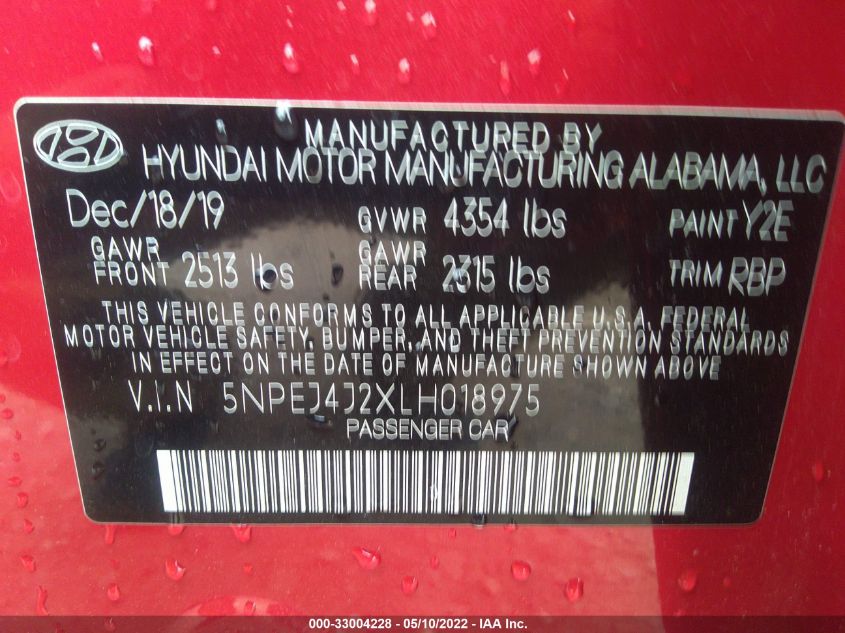 MANUFACTURED BY
HYUNDAI MOTOR MANUFACTURING ALABAMA, LLC
Dec/18/19 GVWR 4354 lbs PAINT Y2E
GAWR FRONT 2513 lbs GAWR REAR 2315 lbs TRIM RBP
THIS VEHICLE CONFORMS TO ALL APPLICABLE U.S.A. FEDERAL
MOTOR VEHICLE SAFETY, BUMPER, AND THEFT PREVENTION STANDARDS
IN EFFECT ON THE DATE OF MANUFACTURE SHOWN ABOVE
V.I.N 5NPEJ4J2XLH018975
PASSENGER CAR
000-33004228 - 05/10/2022 - IAA Inc.